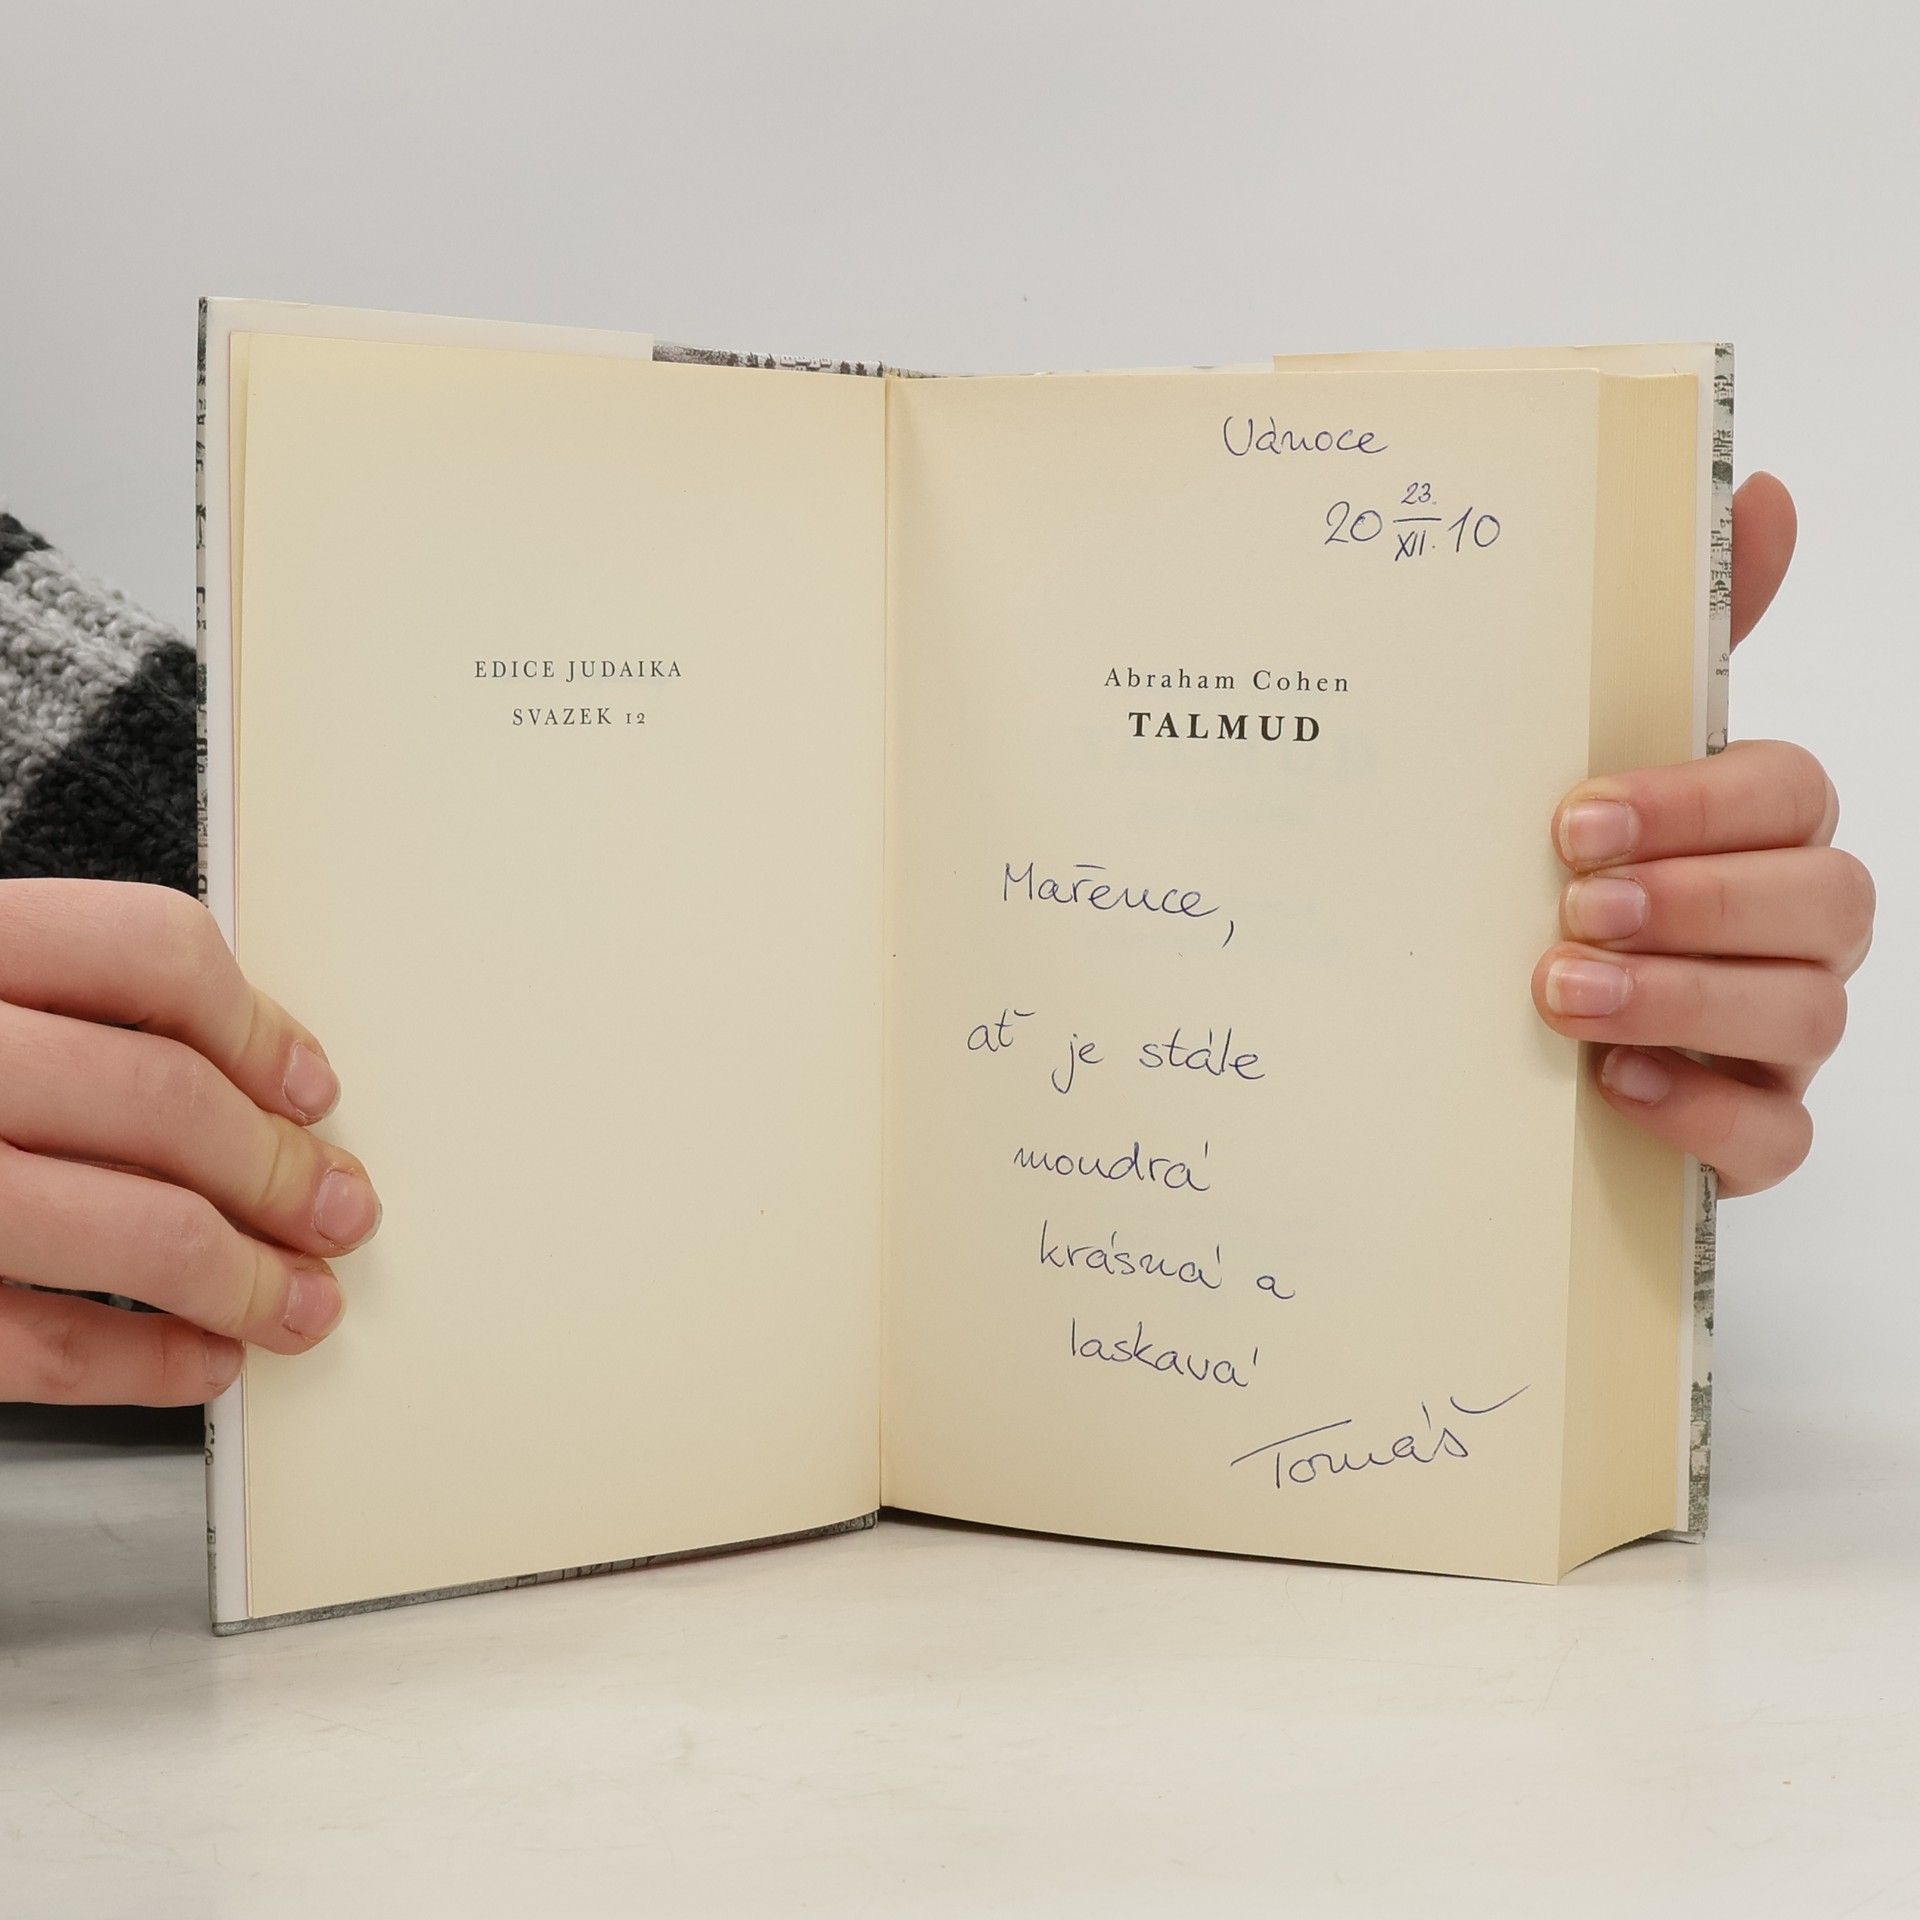 EDICE JUDAIKA
SVAZEK 12
Vánoce
20 23./XII. 10
Abraham Cohen
TALMUD
Mařence,
ať je stále
moudrá
krásná a
laskavá
Tomáš